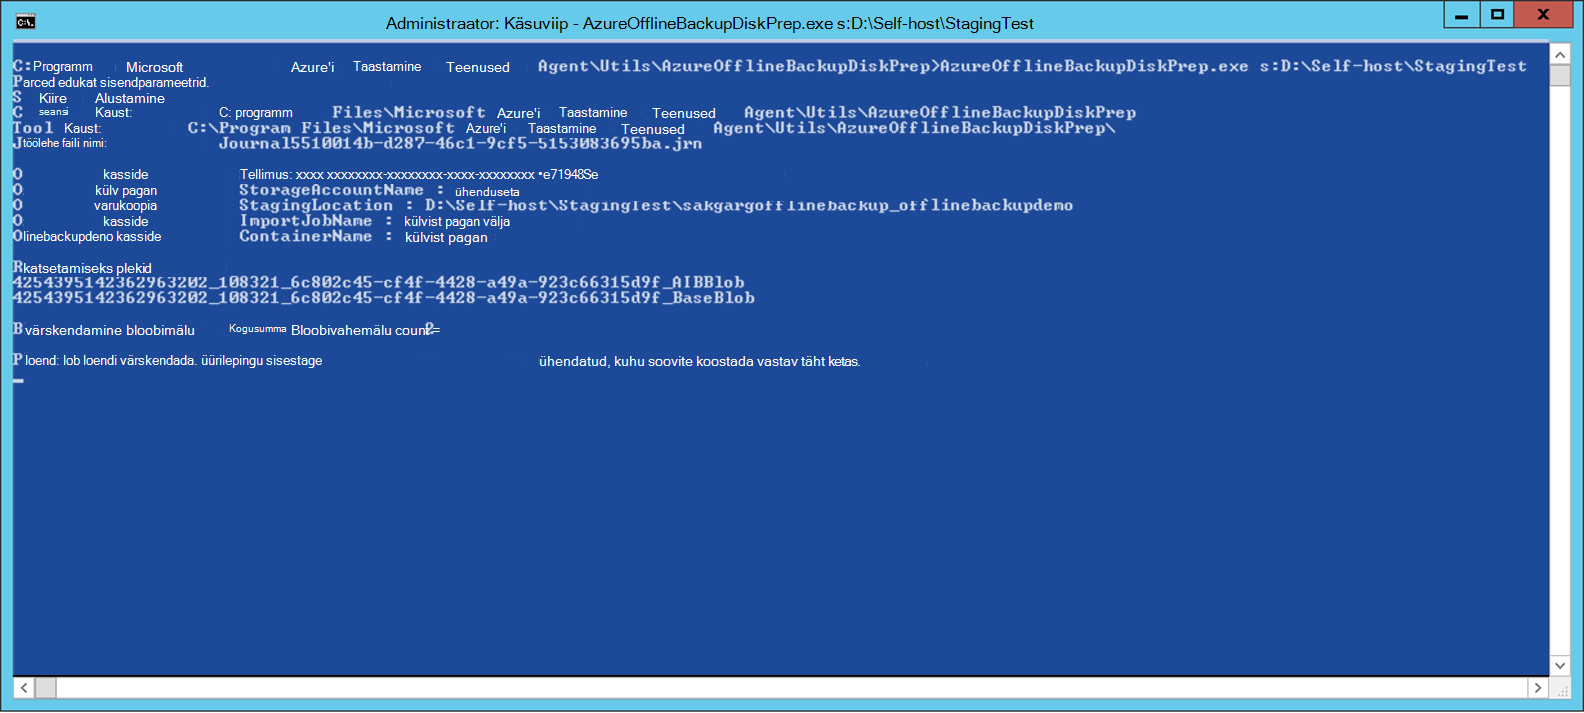 Administraator: Käsuviip - AzureOfflineBackupDiskPrep.exe s:D:\Self-host\StagingTest
C:Programm Microsoft Azure'i Taastamine Teenused Agent\Utils\AzureOfflineBackupDiskPrep>AzureOfflineBackupDiskPrep.exe s:D:\Self-host\StagingTest
Parced edukat sisendparameetrid.
S Kiire Alustamine
C seansi Kaust: C: programm Files\Microsoft Azure'i Taastamine Teenused Agent\Utils\AzureOfflineBackupDiskPrep
Tool Kaust: C:\Program Files\Microsoft Azure'i Taastamine Teenused Agent\Utils\AzureOfflineBackupDiskPrep\
Jtöölehe faili nimi: Journal5510014b-d287-46c1-9cf5-5153083695ba.jrn
O kasside Tellimus: xxxx xxxxxxxx-xxxxxxxx-xxxx-xxxxxxxx •e71948Se
O külv pagan StorageAccountName : ühenduseta
O varukoopia StagingLocation : D:\Self-host\StagingTest\sakgargofflinebackup_offlinebackupdemo
O kasside ImportJobName : külvist pagan välja
Olinebackupdeno kasside ContainerName : külvist pagan
Rkatsetamiseks plekid
4254395142362963202_108321_6c802c45-cf4f-4428-a49a-923c66315d9f_AIBBlob
4254395142362963202_108321_6c802c45-cf4f-4428-a49a-923c66315d9f_BaseBlob
B värskendamine bloobimälu Kogusumma Bloobivahemälu count=
P loend: lob loendi värskendada. üürilepingu sisestage ühendatud, kuhu soovite koostada vastav täht ketas.